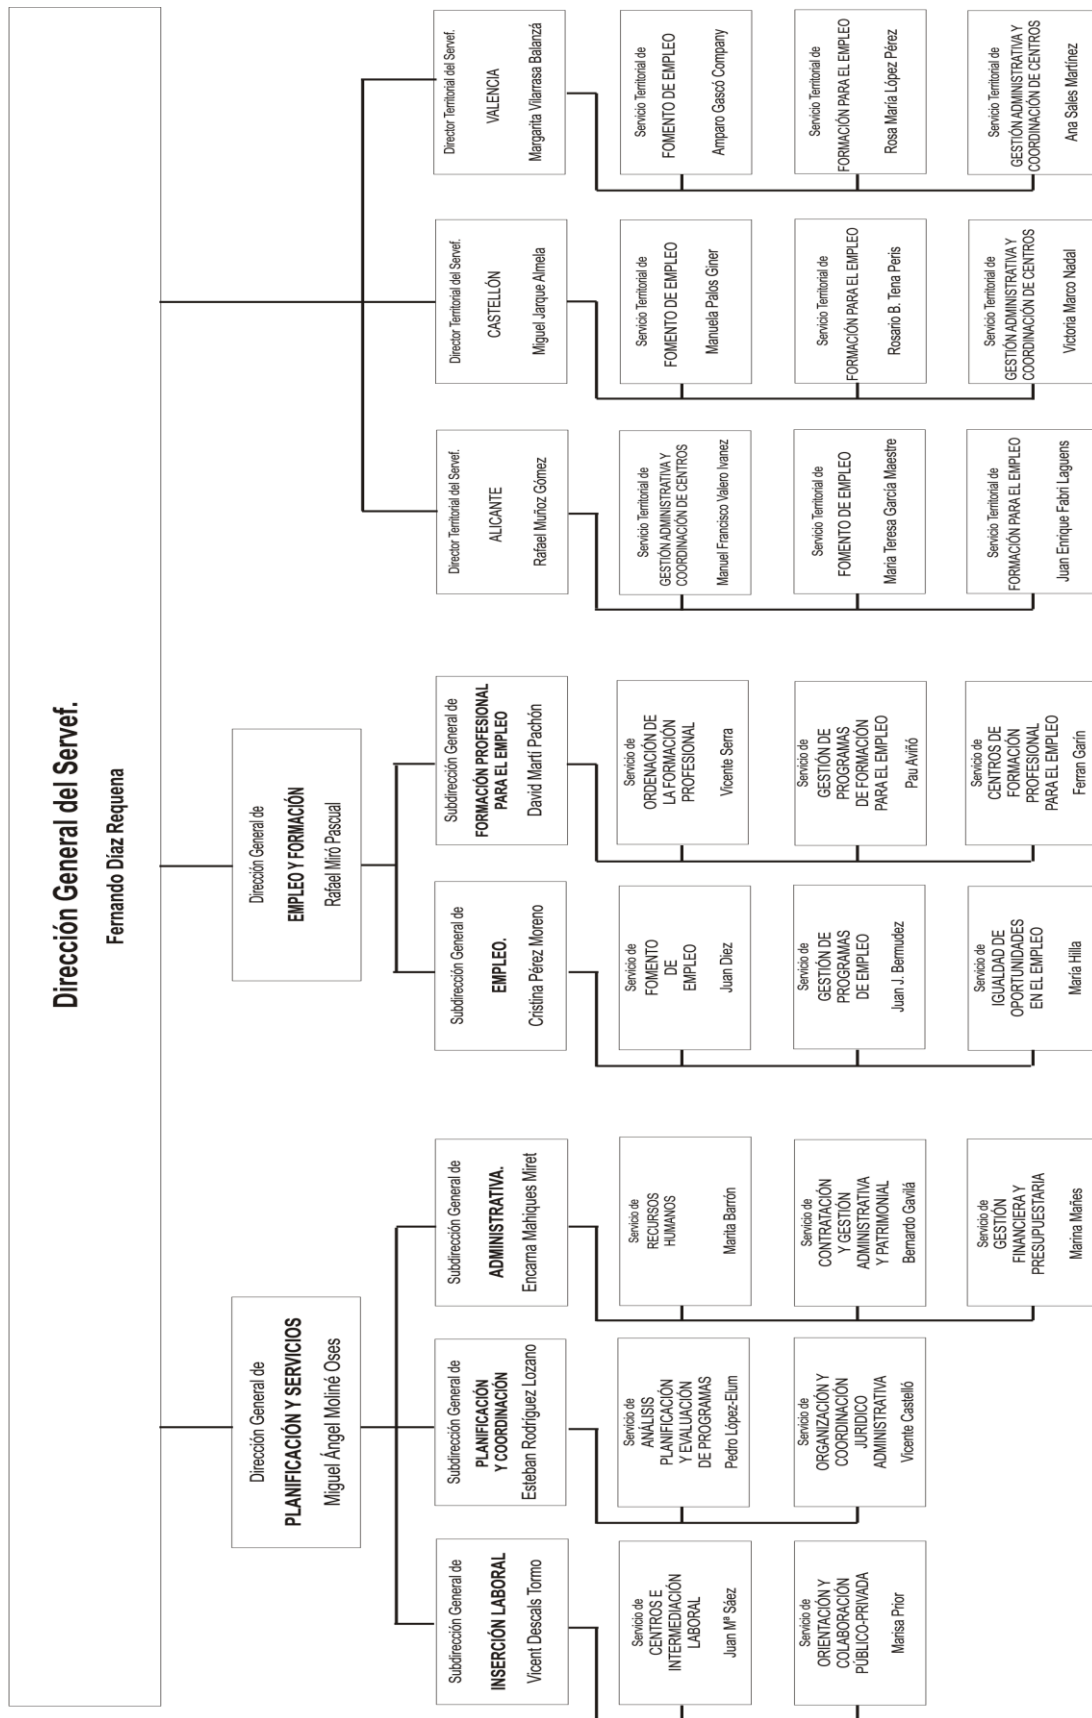 Dirección General del Servef.
Fernando Díaz Requena
Dirección General de
PLANIFICACIÓN Y SERVICIOS
Miguel Ángel Moliné Oses
Dirección General de
EMPLEO Y FORMACIÓN
Rafael Miró Pascual
Subdirección General de
INSERCIÓN LABORAL
Vicent Descals Tormo
Subdirección General de
PLANIFICACIÓN
Y COORDINACIÓN
Esteban Rodríguez Lozano
Subdirección General de
ADMINISTRATIVA.
Encarna Mahiques Miret
Subdirección General de
EMPLEO.
Cristina Pérez Moreno
Subdirección General de
FORMACIÓN PROFESIONAL
PARA EL EMPLEO
David Martí Pachón
Director Territorial del Servef.
ALICANTE
Rafael Muñoz Gómez
Director Territorial del Servef.
CASTELLÓN
Miguel Jarque Almela
Director Territorial del Servef.
VALENCIA
Margarita Vilarrasa Balanzá
Servicio de
CENTROS E
INTERMEDIACIÓN
LABORAL
Juan Mª Sáez
Servicio de
ANÁLISIS
PLANIFICACIÓN
Y EVALUACIÓN
DE PROGRAMAS
Pedro López-Elum
Servicio de
RECURSOS
HUMANOS
Marita Barrón
Servicio de
FOMENTO
DE
EMPLEO
Juan Diez
Servicio de
ORDENACIÓN DE
LA FORMACIÓN
PROFESIONAL
Vicente Serra
Servicio Territorial de
GESTIÓN ADMINISTRATIVA Y
COORDINACIÓN DE CENTROS
Manuel Francisco Valero Ivanez
Servicio Territorial de
FOMENTO DE EMPLEO
Manuela Palos Giner
Servicio Territorial de
FOMENTO DE EMPLEO
Amparo Gascó Company
Servicio de
ORIENTACIÓN Y
COLABORACIÓN
PÚBLICO-PRIVADA
Marisa Prior
Servicio de
ORGANIZACIÓN Y
COORDINACIÓN
JURIDICO
ADMINISTRATIVA
Vicente Castelló
Servicio de
CONTRATACIÓN
Y GESTIÓN
ADMINISTRATIVA
Y PATRIMONIAL
Bernardo Gavilá
Servicio de
GESTIÓN DE
PROGRAMAS
DE EMPLEO
Juan J. Bermudez
Servicio de
GESTIÓN DE
PROGRAMAS
DE FORMACIÓN
PARA EL EMPLEO
Pau Aviñó
Servicio Territorial de
FOMENTO DE EMPLEO
María Teresa García Maestre
Servicio Territorial de
FORMACIÓN PARA EL EMPLEO
Rosario B. Tena Peris
Servicio Territorial de
FORMACIÓN PARA EL EMPLEO
Rosa María López Pérez
Servicio de
GESTIÓN
FINANCIERA Y
PRESUPUESTARIA
Marina Mañes
Servicio de
IGUALDAD DE
OPORTUNIDADES
EN EL EMPLEO
María Hilla
Servicio de
CENTROS DE
FORMACIÓN
PROFESIONAL
PARA EL EMPLEO
Ferran Garín
Servicio Territorial de
FORMACIÓN PARA EL EMPLEO
Juan Enrique Fabri Laguens
Servicio Territorial de
GESTIÓN ADMINISTRATIVA Y
COORDINACIÓN DE CENTROS
Victoria Marco Nadal
Servicio Territorial de
GESTIÓN ADMINISTRATIVA Y
COORDINACIÓN DE CENTROS
Ana Sales Martínez